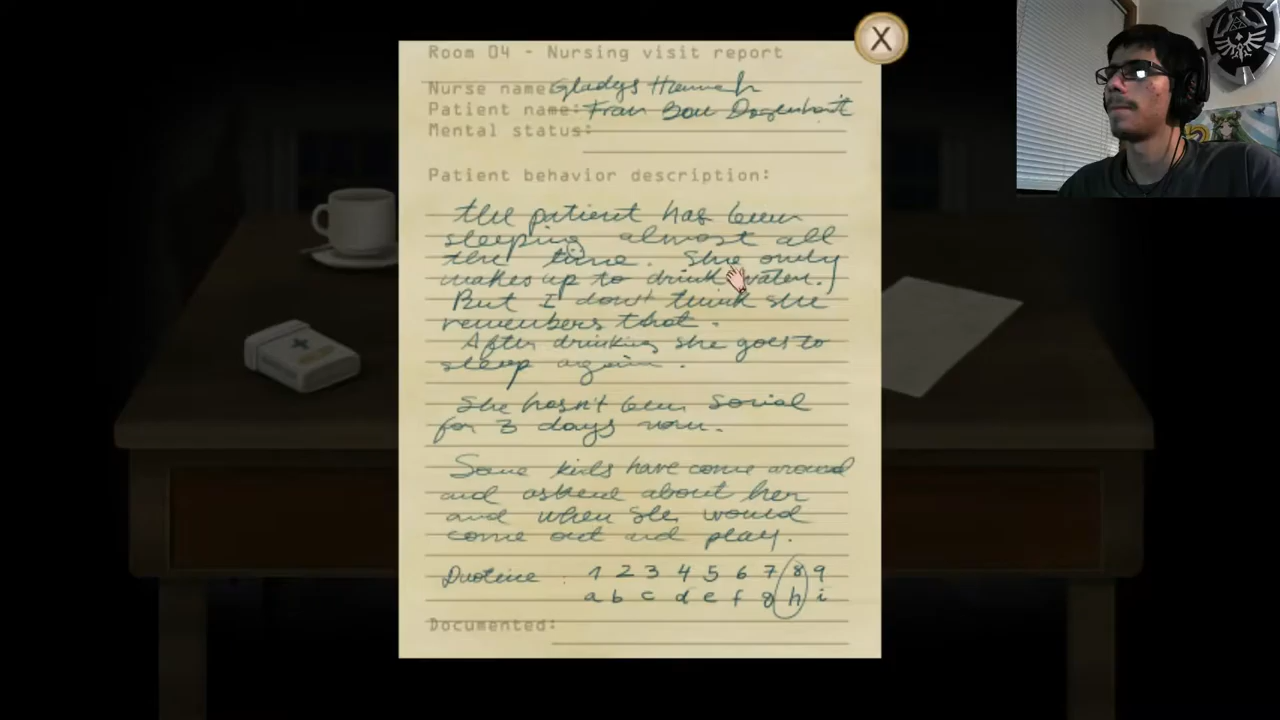 X
Room 04 - Nursing visit report
Nurse name: Gladys
Patient name: Fran Bow Dagenhart
Mental status:
Patient behavior description:
the patient has been
sleeping almost all
the time. She only
wakes up to drink water.)
But I don't think she
remembers that.
After drinking she goes to
sleep again.
She hasn't been social
for 3 days now.
Some kids have come around
and asked about her
and when she would
come out and play.
Duotine : 1 2 3 4 5 6 7 8 9
a b c d e f g h i
Documented: